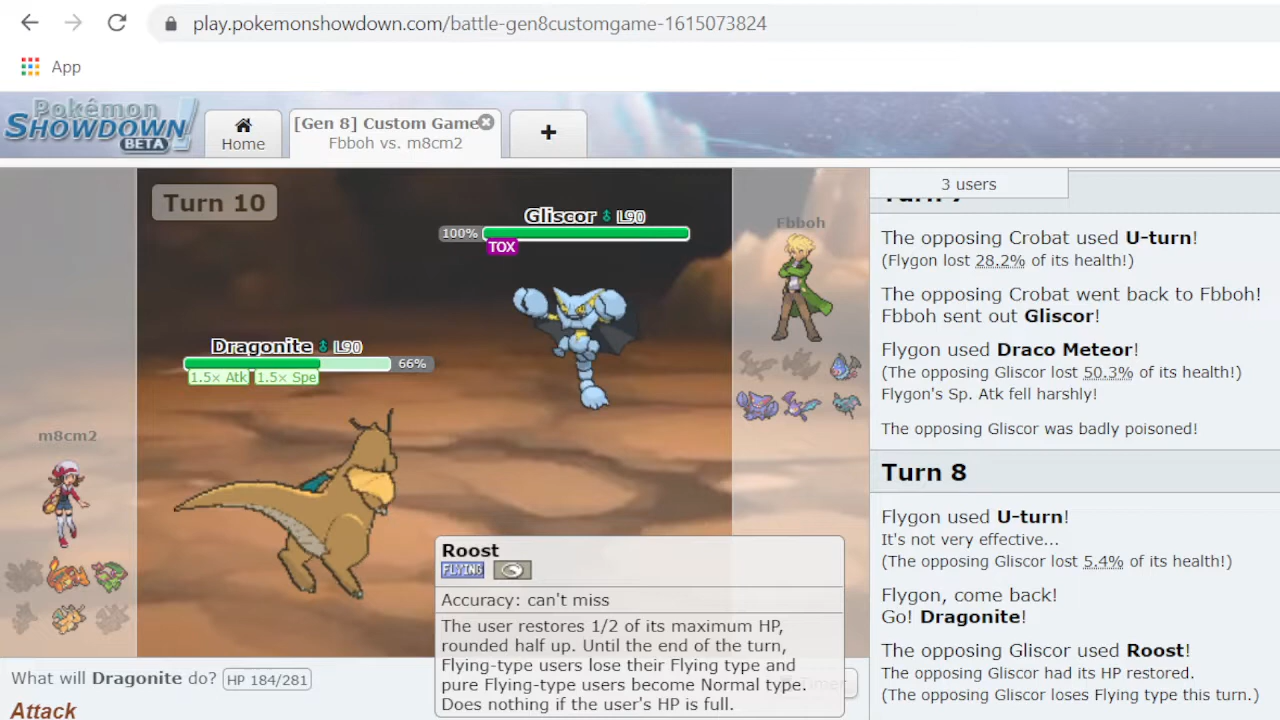 play.pokemonshowdown.com/battle-gen8customgame-1615073824
App
Pokémon
SHOWDOWN!
BETA
Home
[Gen 8] Custom Game
Fbboh vs. m8cm2
+
Turn 10
Gliscor ♂ L90
100%
TOX
Dragonite ♂ L90
66%
1.5× Atk 1.5× Spe
m8cm2
Fbboh
Roost
FLYING
Accuracy: can't miss
The user restores 1/2 of its maximum HP,
rounded half up. Until the end of the turn,
Flying-type users lose their Flying type and
pure Flying-type users become Normal type.
Does nothing if the user's HP is full.
What will Dragonite do? HP 184/281
Timer
Attack
3 users
Turn 7
The opposing Crobat used U-turn!
(Flygon lost 28.2% of its health!)
The opposing Crobat went back to Fbboh!
Fbboh sent out Gliscor!
Flygon used Draco Meteor!
(The opposing Gliscor lost 50.3% of its health!)
Flygon's Sp. Atk fell harshly!
The opposing Gliscor was badly poisoned!
Turn 8
Flygon used U-turn!
It's not very effective...
(The opposing Gliscor lost 5.4% of its health!)
Flygon, come back!
Go! Dragonite!
The opposing Gliscor used Roost!
The opposing Gliscor had its HP restored.
(The opposing Gliscor loses Flying type this turn.)